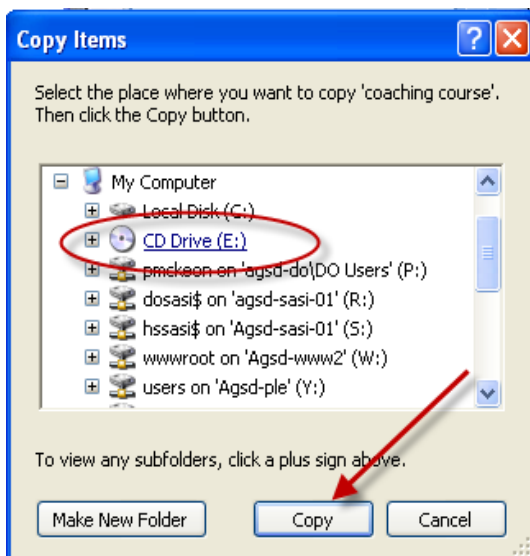 Copy Items
Select the place where you want to copy 'coaching course'.
Then click the Copy button.
My Computer
Local Disk (C:)
CD Drive (E:)
pmckeon on 'agsd-do\DO Users' (P:)
dosasi$ on 'agsd-sasi-01' (R:)
hssasi$ on 'Agsd-sasi-01' (S:)
wwwroot on 'Agsd-www2' (W:)
users on 'Agsd-ple' (Y:)
To view any subfolders, click a plus sign above.
Make New Folder
Copy
Cancel